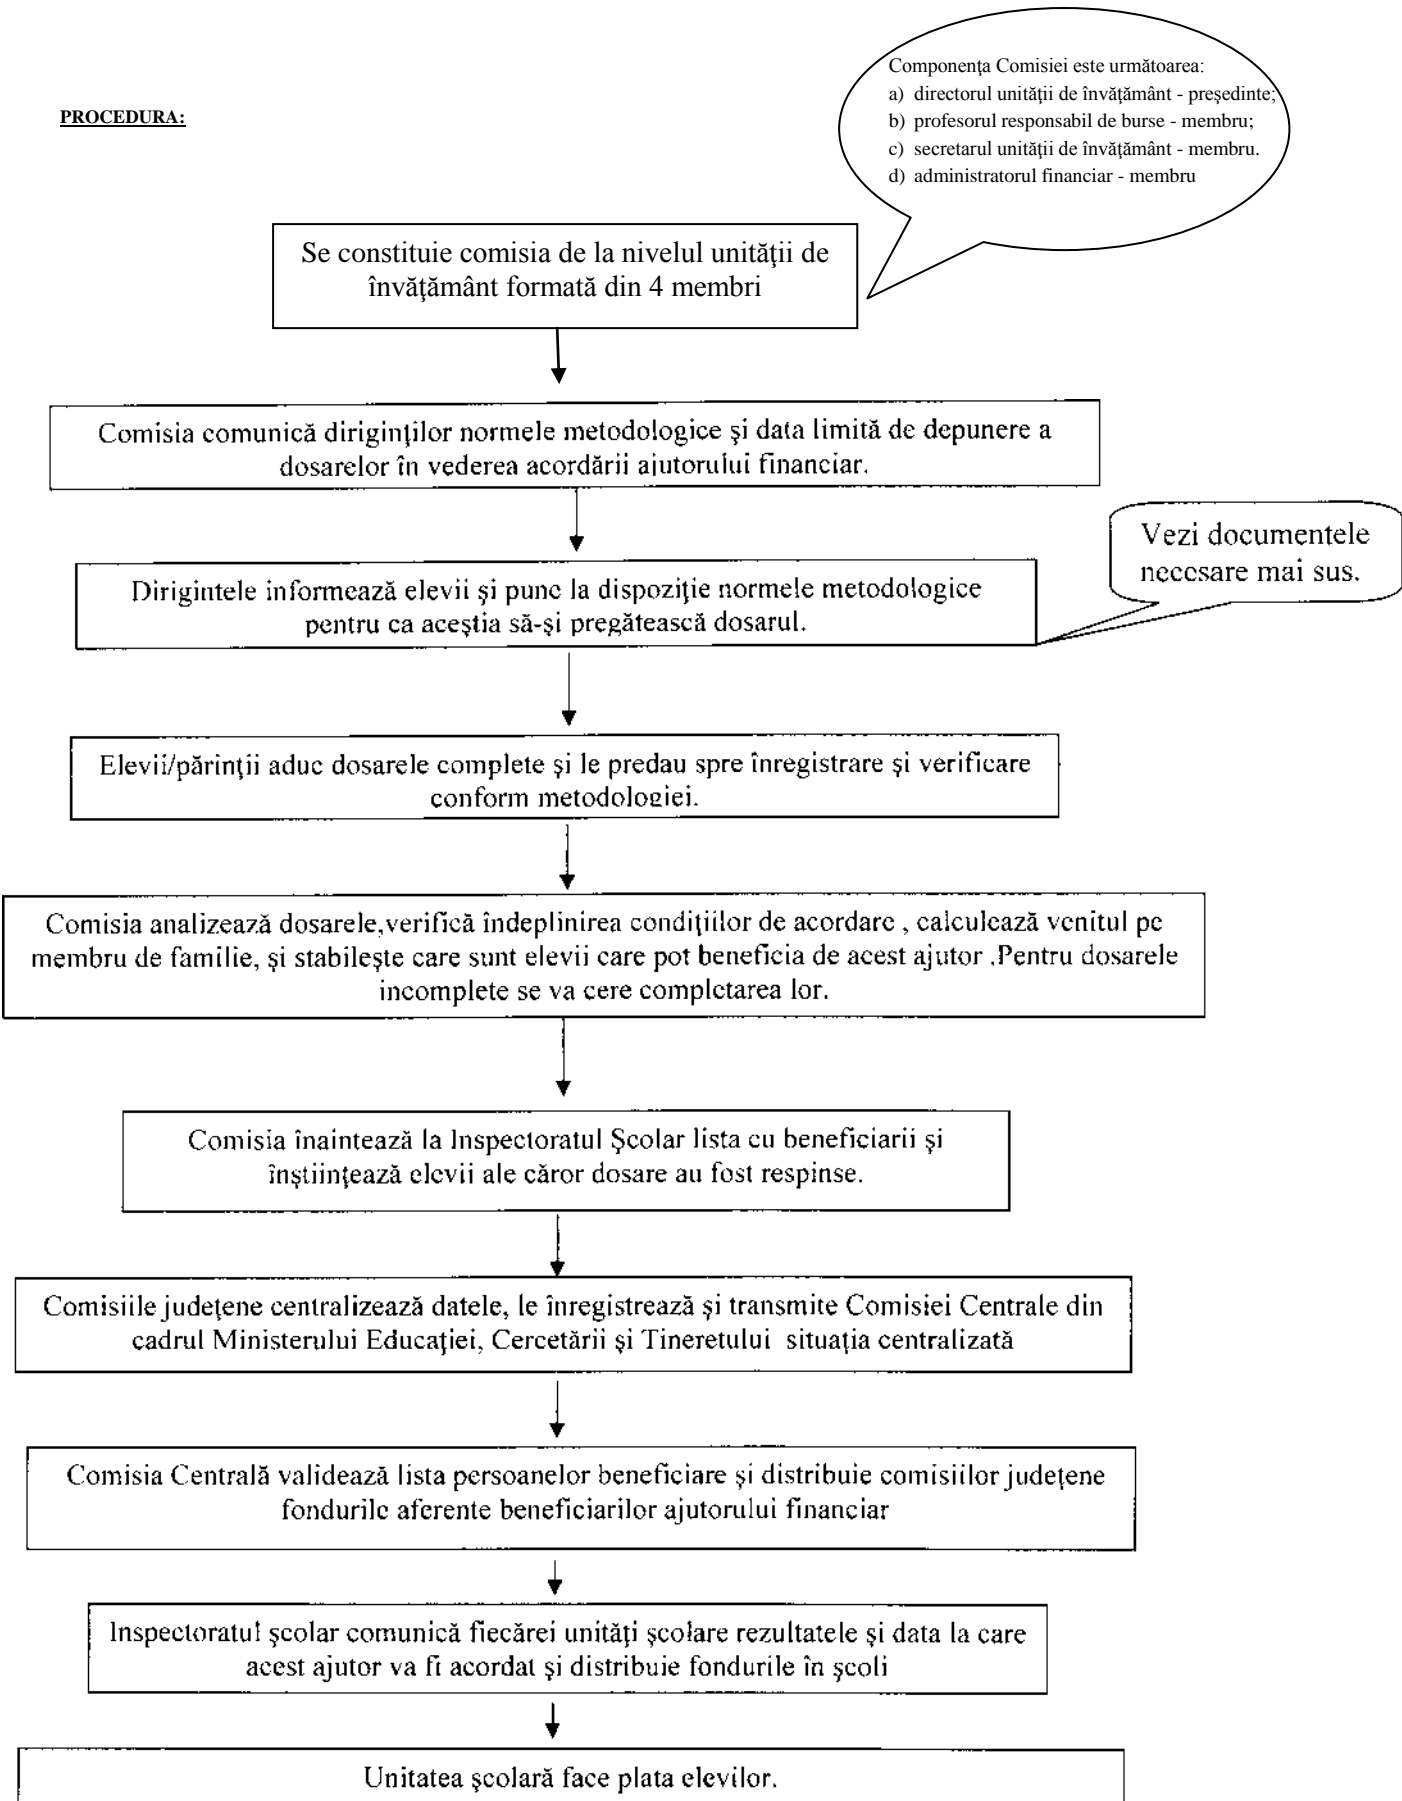 Componenţa Comisiei este următoarea:
a) directorul unităţii de învăţământ - preşedinte;
b) profesorul responsabil de burse - membru;
c) secretarul unităţii de învăţământ - membru.
d) administratorul financiar - membru
PROCEDURA:
Se constituie comisia de la nivelul unităţii de
învăţământ formată din 4 membri
Comisia comunică diriginţilor normele metodologice şi data limită de depunere a
dosarelor în vederea acordării ajutorului financiar.
Vezi documentele
necesare mai sus.
Dirigintele informează elevii şi pune la dispoziţie normele metodologice
pentru ca aceştia să-şi pregătească dosarul.
Elevii/părinţii aduc dosarele complete şi le predau spre înregistrare şi verificare
conform metodologiei.
Comisia analizează dosarele,verifică îndeplinirea condiţiilor de acordare , calculează venitul pe
membru de familie, şi stabileşte care sunt elevii care pot beneficia de acest ajutor .Pentru dosarele
incomplete se va cere completarea lor.
Comisia înaintează la Inspectoratul Şcolar lista cu beneficiarii şi
înştiinţează elevii ale căror dosare au fost respinse.
Comisiile judeţene centralizează datele, le înregistrează şi transmite Comisiei Centrale din
cadrul Ministerului Educaţiei, Cercetării şi Tineretului situaţia centralizată
Comisia Centrală validează lista persoanelor beneficiare şi distribuie comisiilor judeţene
fondurile aferente beneficiarilor ajutorului financiar
Inspectoratul şcolar comunică fiecărei unităţi şcolare rezultatele şi data la care
acest ajutor va fi acordat şi distribuie fondurile în şcoli
Unitatea şcolară face plata elevilor.